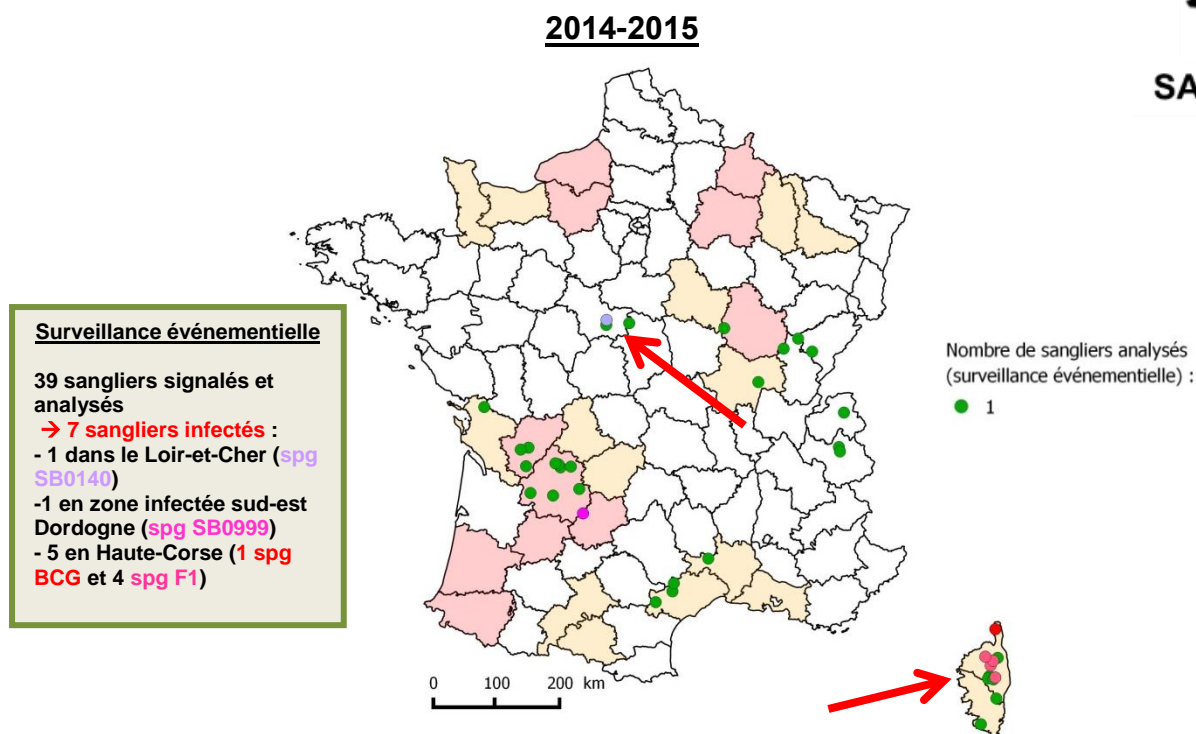 2014-2015
SA
Surveillance événementielle
39 sangliers signalés et
analysés
→ 7 sangliers infectés :
- 1 dans le Loir-et-Cher (spg
SB0140)
-1 en zone infectée sud-est
Dordogne (spg SB0999)
- 5 en Haute-Corse (1 spg
BCG et 4 spg F1)
Nombre de sangliers analysés
(surveillance événementielle) :
1
0 100 200 km